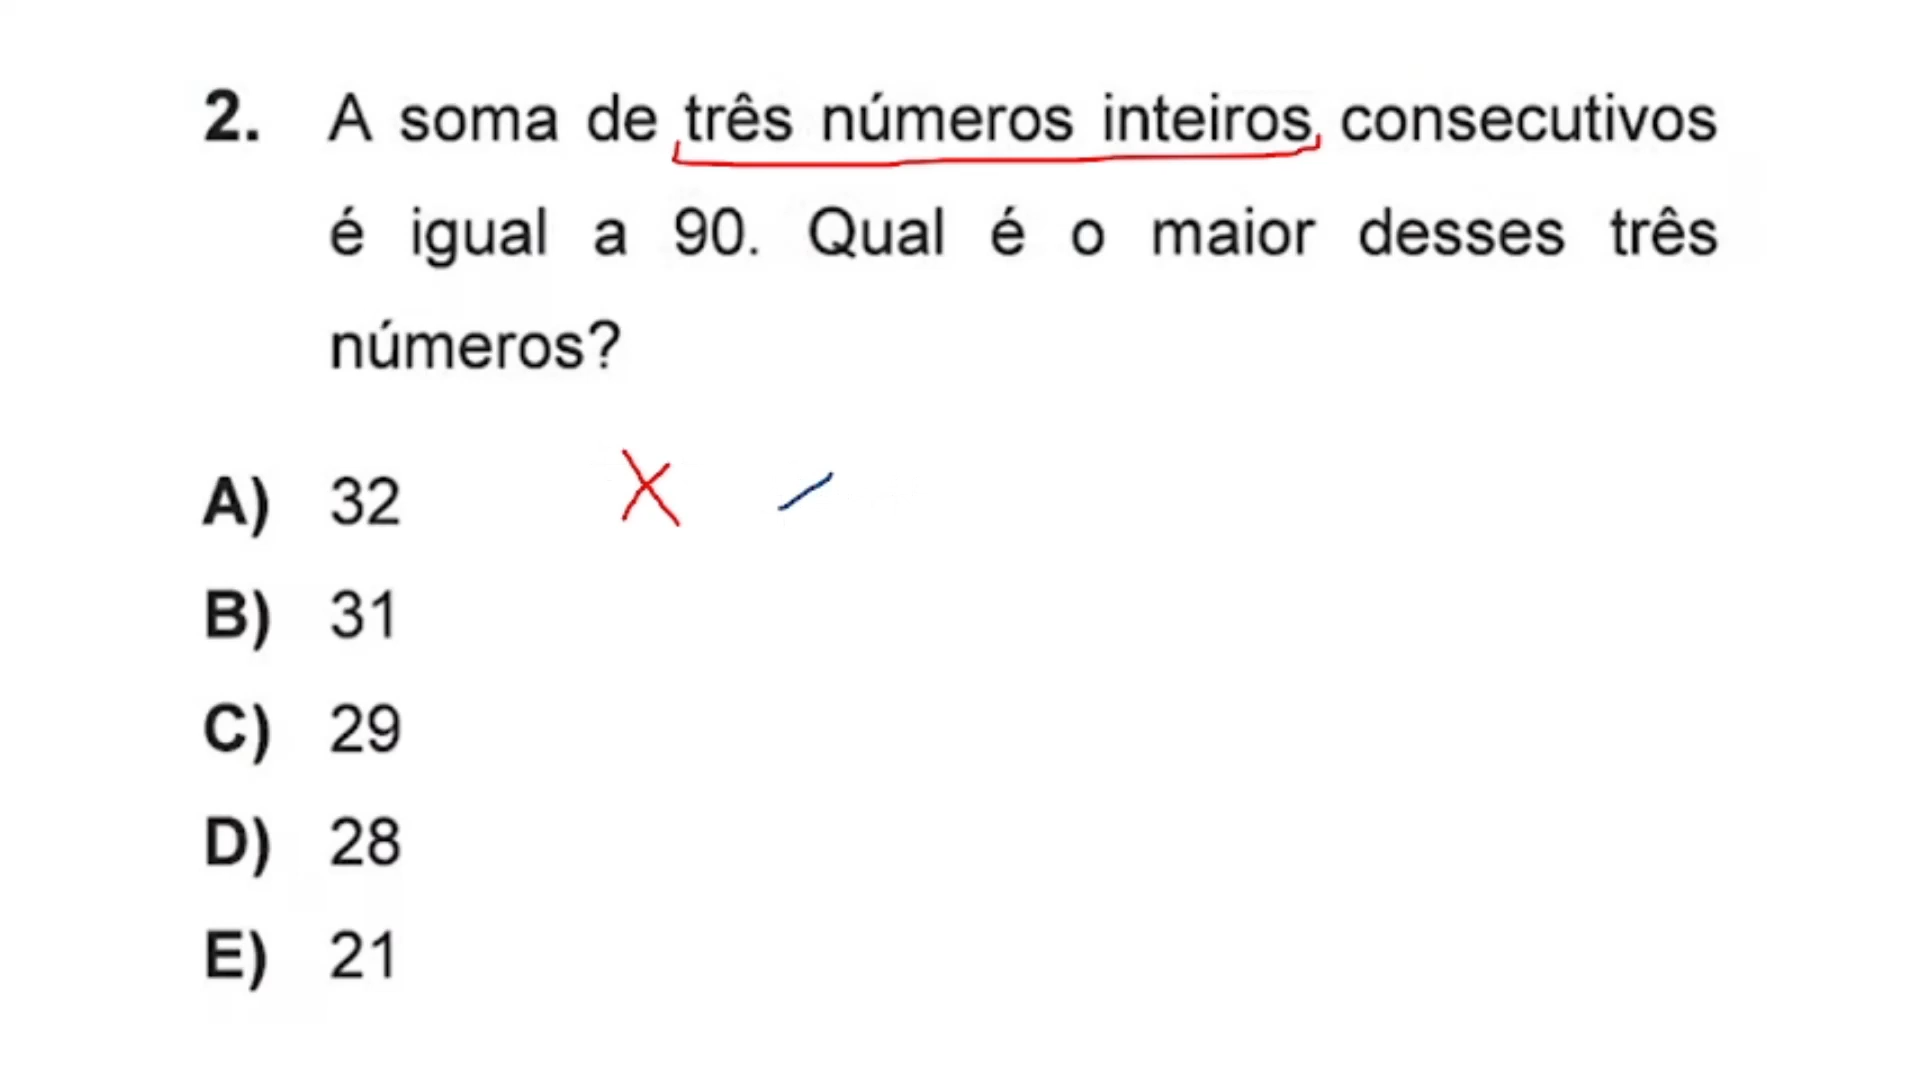 2. A soma de três números inteiros consecutivos
é igual a 90. Qual é o maior desses três
números?
A) 32 X
B) 31
C) 29
D) 28
E) 21